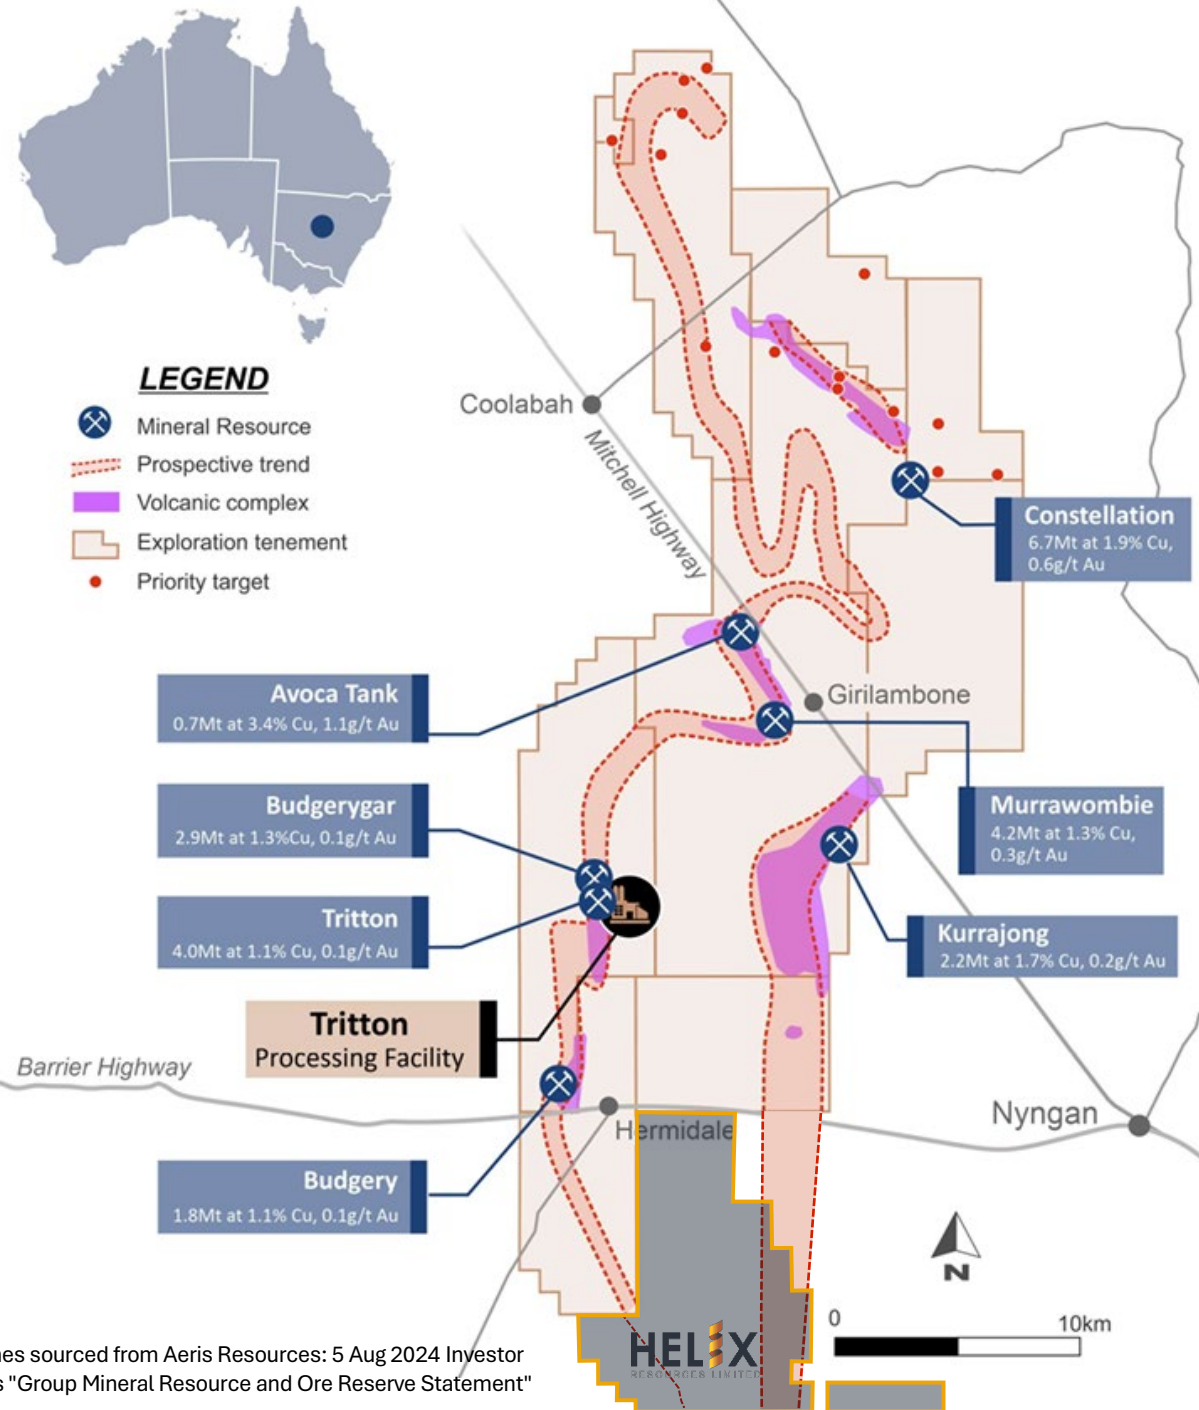 LEGEND
Mineral Resource
Prospective trend
Volcanic complex
Exploration tenement
Priority target
Coolabah
Mitchell Highway
Constellation
6.7Mt at 1.9% Cu,
0.6g/t Au
Avoca Tank
0.7Mt at 3.4% Cu, 1.1g/t Au
Girilambone
Budgerygar
2.9Mt at 1.3%Cu, 0.1g/t Au
Murrawombie
4.2Mt at 1.3% Cu,
0.3g/t Au
Tritton
4.0Mt at 1.1% Cu, 0.1g/t Au
Kurrajong
2.2Mt at 1.7% Cu, 0.2g/t Au
Tritton
Processing Facility
Barrier Highway
Hermidale
Nyngan
Budgery
1.8Mt at 1.1% Cu, 0.1g/t Au
N
0 10km
HELIX
RESOURCES LIMITED
sourced from Aeris Resources: 5 Aug 2024 Investor
"Group Mineral Resource and Ore Reserve Statement"